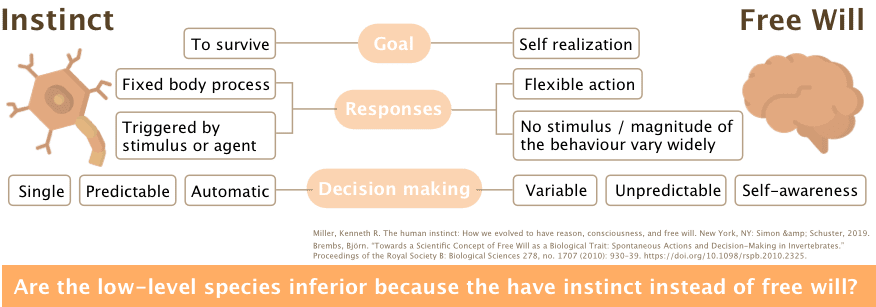 Instinct
Free Will
To survive
Goal
Self realization
Fixed body process
Flexible action
Responses
Triggered by
stimulus or agent
No stimulus / magnitude of
the behaviour vary widely
Single
Predictable
Automatic
Decision making
Variable
Unpredictable
Self-awareness
Miller, Kenneth R. The human instinct: How we evolved to have reason, consciousness, and free will. New York, NY: Simon &amp; Schuster, 2019.
Brembs, Björn. "Towards a Scientific Concept of Free Will as a Biological Trait: Spontaneous Actions and Decision-Making in Invertebrates."
Proceedings of the Royal Society B: Biological Sciences 278, no. 1707 (2010): 930–39. https://doi.org/10.1098/rspb.2010.2325.
Are the low-level species inferior because the have instinct instead of free will?